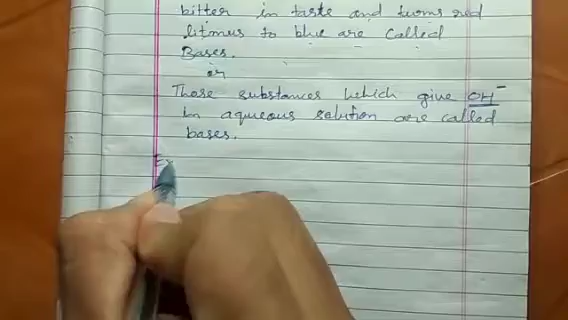 bitter in taste and turns red
litmus to blue are called
Bases.
or
Those substances which give OH⁻
in aqueous solution are called
bases.
Ex